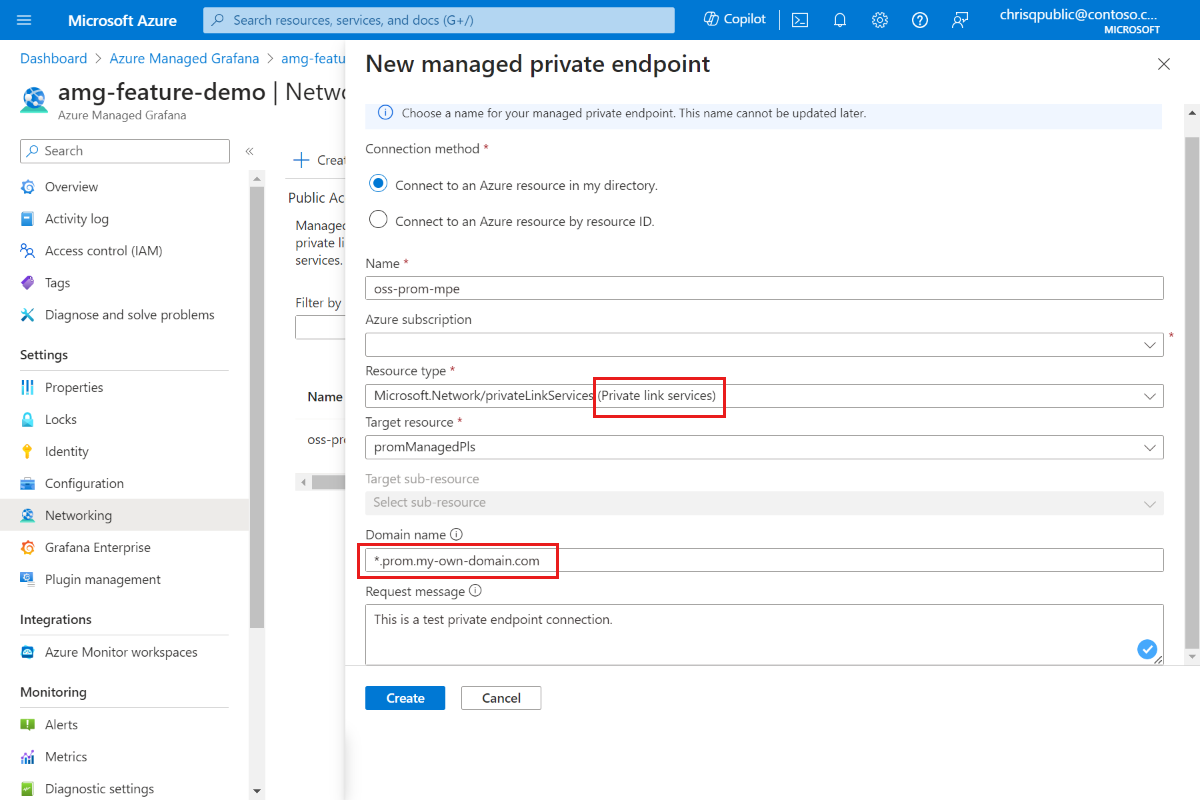 Microsoft Azure
Search resources, services, and docs (G+/)
Copilot
chrisqpublic@contoso.c...
MICROSOFT
Dashboard > Azure Managed Grafana > amg-featu
amg-feature-demo | Netwo
Azure Managed Grafana
Search
«
Overview
Activity log
Access control (IAM)
Tags
Diagnose and solve problems
Settings
Properties
Locks
Identity
Configuration
Networking
Grafana Enterprise
Plugin management
Integrations
Azure Monitor workspaces
Monitoring
Alerts
Metrics
Diagnostic settings
Creat
Public Ac
Managed
private li
services.
Filter by
Name
oss-pro
New managed private endpoint
Choose a name for your managed private endpoint. This name cannot be updated later.
Connection method *
Connect to an Azure resource in my directory.
Connect to an Azure resource by resource ID.
Name *
oss-prom-mpe
Azure subscription
*
Resource type *
Microsoft.Network/privateLinkServices (Private link services)
Target resource *
promManagedPls
Target sub-resource
Select sub-resource
Domain name
*.prom.my-own-domain.com
Request message
This is a test private endpoint connection.
Create
Cancel